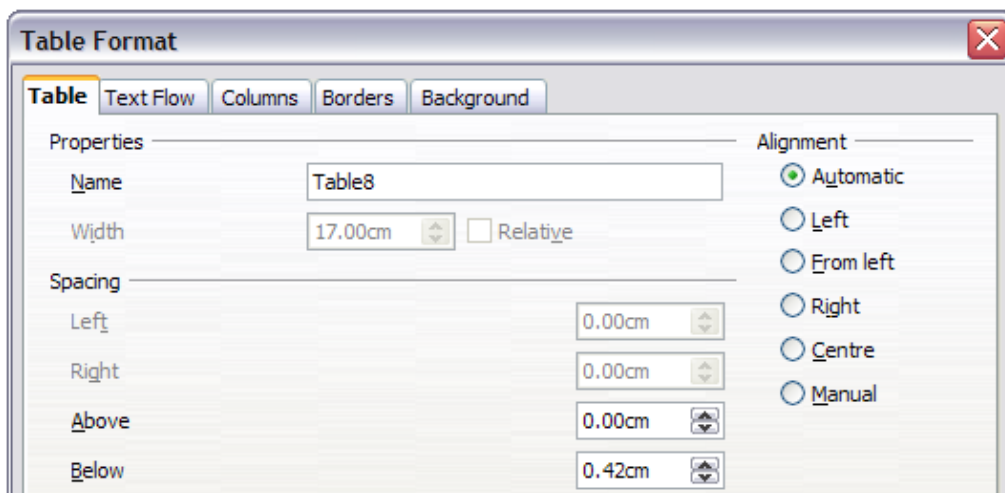 Table Format
Table Text Flow Columns Borders Background
Properties
Name Table8
Width 17.00cm Relative
Spacing
Left 0.00cm
Right 0.00cm
Above 0.00cm
Below 0.42cm
Alignment
Automatic
Left
From left
Right
Centre
Manual